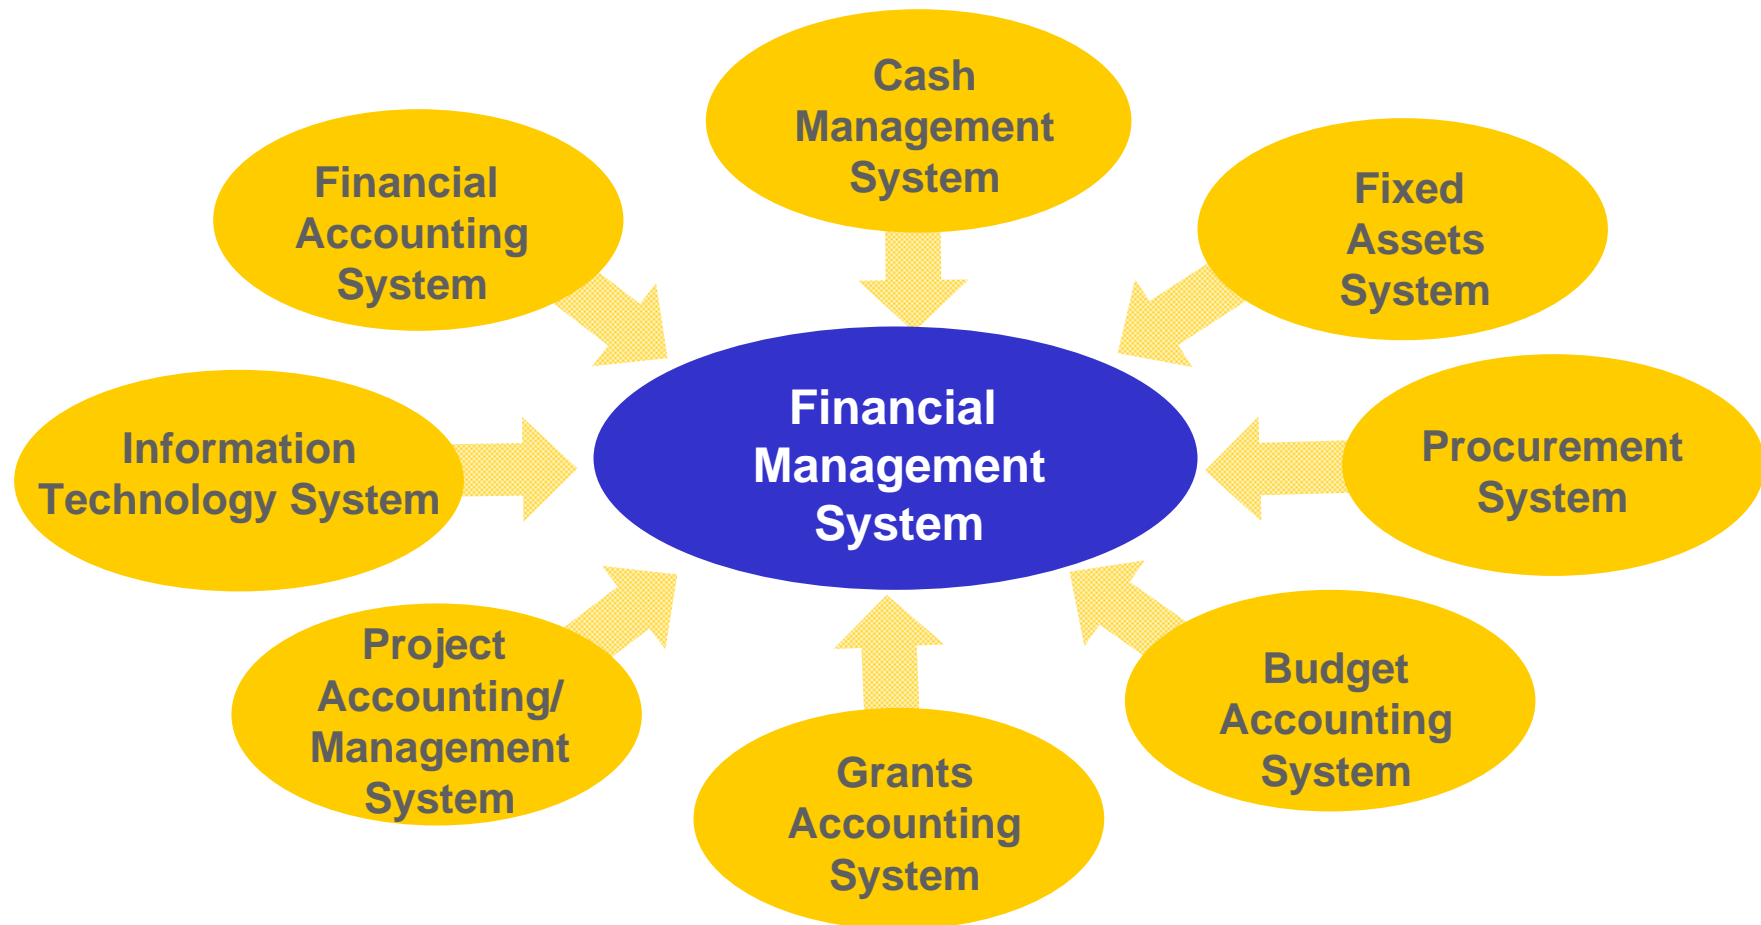 Cash
Management
System
Financial
Accounting
System
Fixed
Assets
System
Financial
Management
System
Information
Technology System
Procurement
System
Project
Accounting/
Management
System
Grants
Accounting
System
Budget
Accounting
System